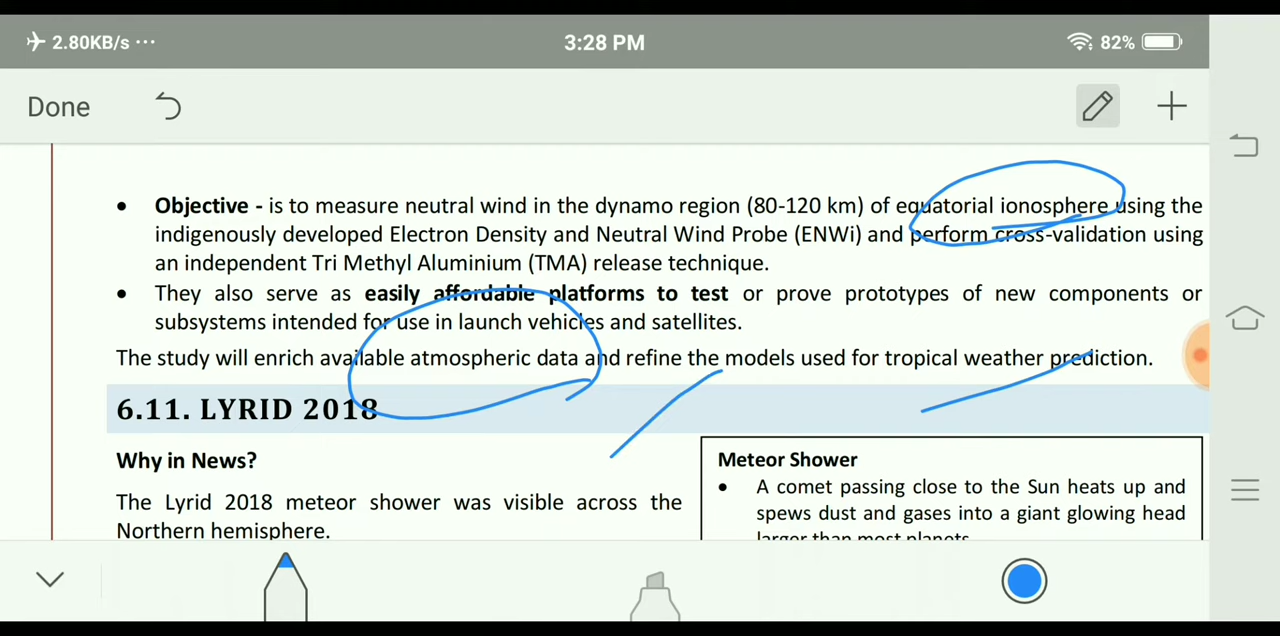 2.80KB/s ...
3:28 PM
82%
Done
• Objective - is to measure neutral wind in the dynamo region (80-120 km) of equatorial ionosphere using the
indigenously developed Electron Density and Neutral Wind Probe (ENWi) and perform cross-validation using
an independent Tri Methyl Aluminium (TMA) release technique.
• They also serve as easily affordable platforms to test or prove prototypes of new components or
subsystems intended for use in launch vehicles and satellites.
The study will enrich available atmospheric data and refine the models used for tropical weather prediction.
6.11. LYRID 2018
Why in News?
The Lyrid 2018 meteor shower was visible across the
Northern hemisphere.
Meteor Shower
• A comet passing close to the Sun heats up and
spews dust and gases into a giant glowing head
larger than most planets